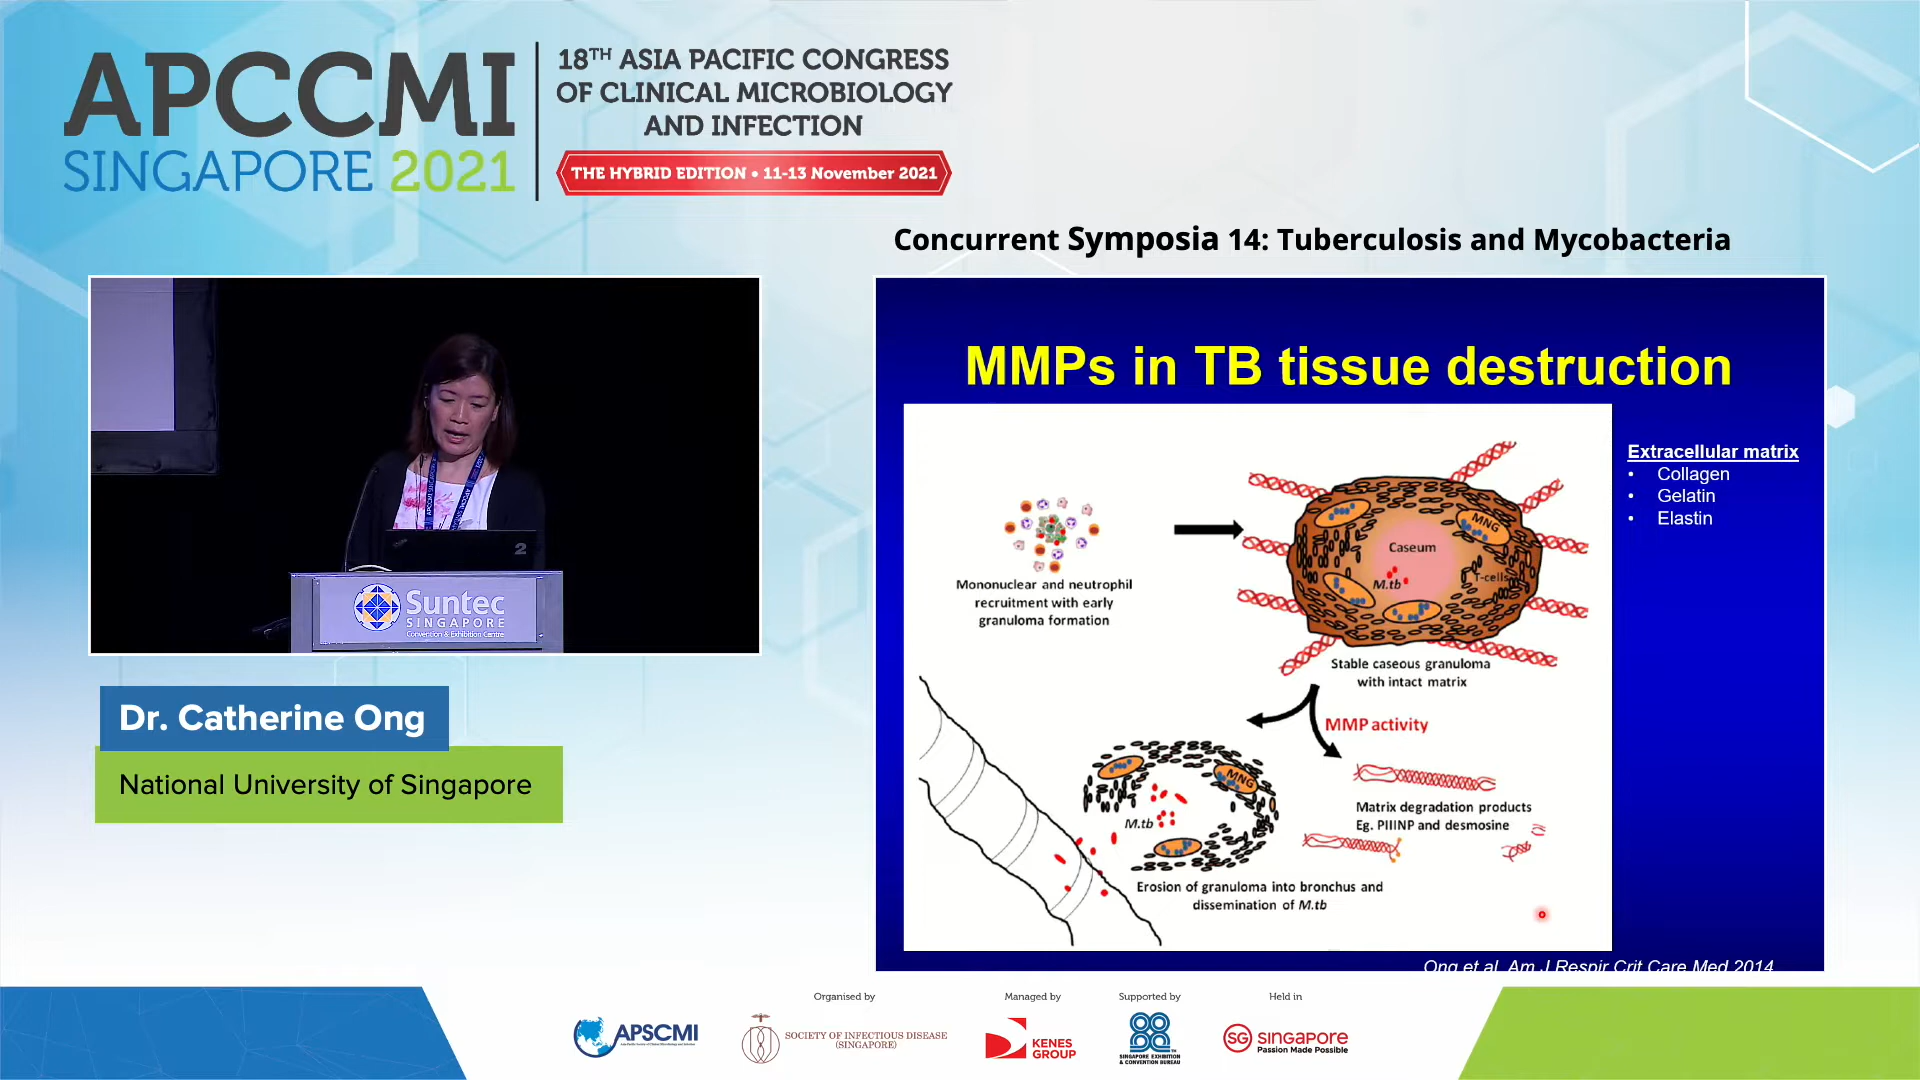 APCCMI
SINGAPORE 2021
18TH ASIA PACIFIC CONGRESS
OF CLINICAL MICROBIOLOGY
AND INFECTION
THE HYBRID EDITION • 11-13 November 2021
Concurrent Symposia 14: Tuberculosis and Mycobacteria
2
Suntec
SINGAPORE
Convention & Exhibition Centre
Dr. Catherine Ong
National University of Singapore
MMPs in TB tissue destruction
Extracellular matrix
• Collagen
• Gelatin
• Elastin
Mononuclear and neutrophil
recruitment with early
granuloma formation
MNG
Caseum
M.tb
T-cells
Stable caseous granuloma
with intact matrix
MMP activity
Matrix degradation products
Eg. PIIINP and desmosine
MNG
M.tb
Erosion of granuloma into bronchus and
dissemination of M.tb
Ong et al. Am J Respir Crit Care Med 2014
Organised by
APSCMI
SOCIETY OF INFECTIOUS DISEASE
(SINGAPORE)
Managed by
KENES
GROUP
Supported by
SINGAPORE EXHIBITION
& CONVENTION BUREAU
Held in
SG SINGAPORE
Passion Made Possible